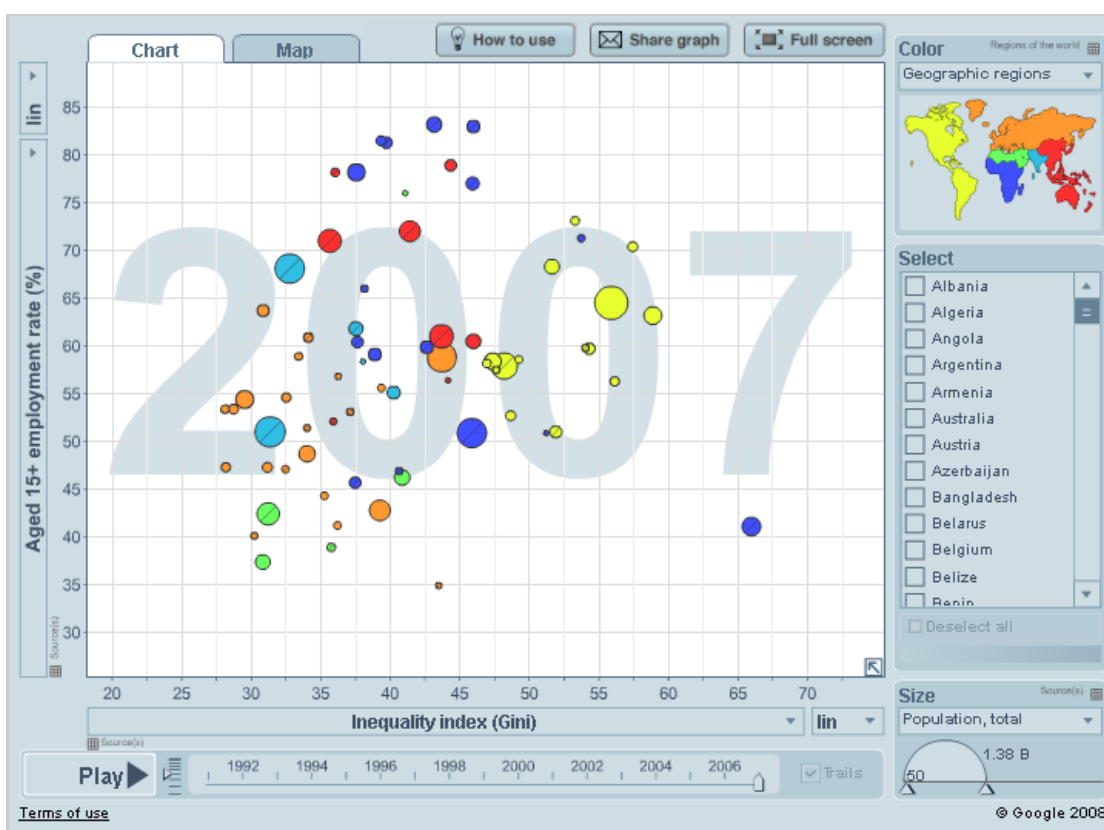 Chart
Map
How to use
Share graph
Full screen
Color
Regions of the world
Geographic regions
lin
Aged 15+ employment rate (%)
Source(s)
85
80
75
70
65
60
55
50
45
40
35
30
2007
20 25 30 35 40 45 50 55 60 65 70
Inequality index (Gini)
lin
Source(s)
Select
Albania
Algeria
Angola
Argentina
Armenia
Australia
Austria
Azerbaijan
Bangladesh
Belarus
Belgium
Belize
Benin
Deselect all
Size
Source(s)
Population, total
1.38 B
50
Play
1992 1994 1996 1998 2000 2002 2004 2006
Trails
Terms of use
© Google 2008